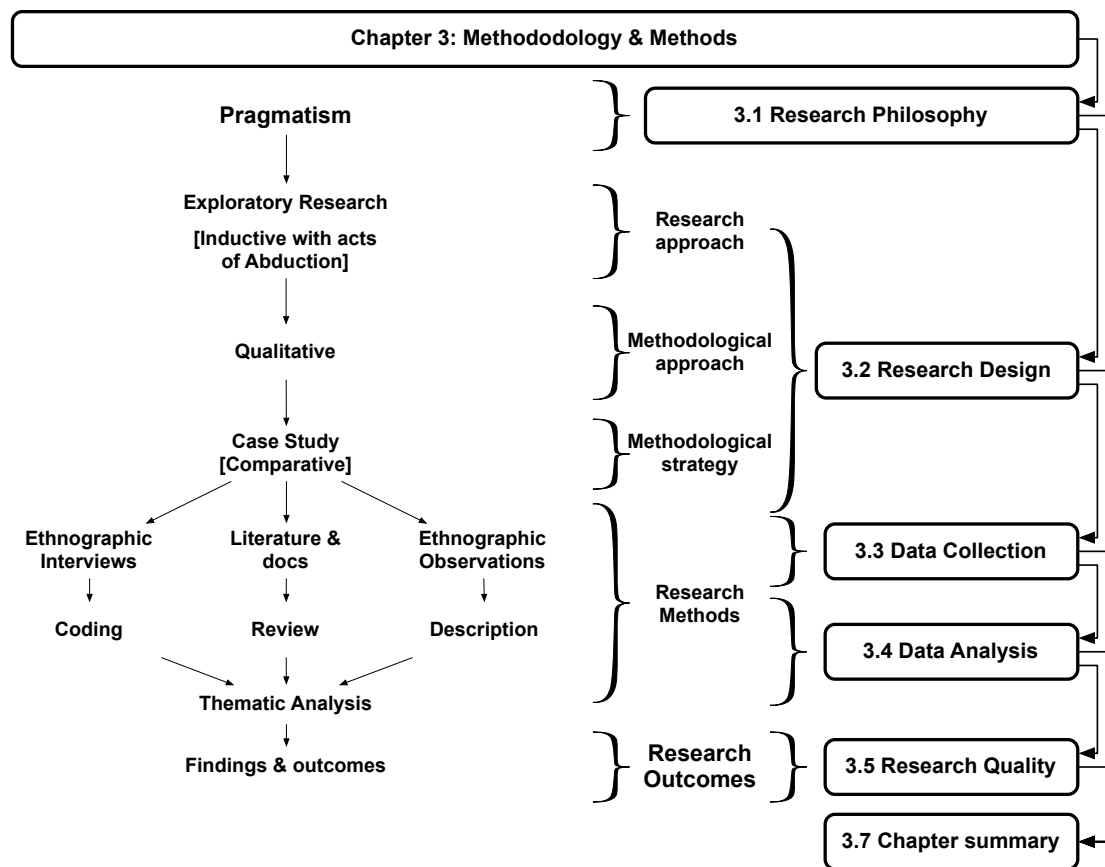 Chapter 3: Methododology & Methods
Pragmatism
3.1 Research Philosophy
Exploratory Research
[Inductive with acts
of Abduction]
Research
approach
Qualitative
Methodological
approach
3.2 Research Design
Case Study
[Comparative]
Methodological
strategy
Ethnographic
Interviews
Literature &
docs
Ethnographic
Observations
3.3 Data Collection
Research
Methods
Coding
Review
Description
3.4 Data Analysis
Thematic Analysis
Findings & outcomes
Research
Outcomes
3.5 Research Quality
3.7 Chapter summary